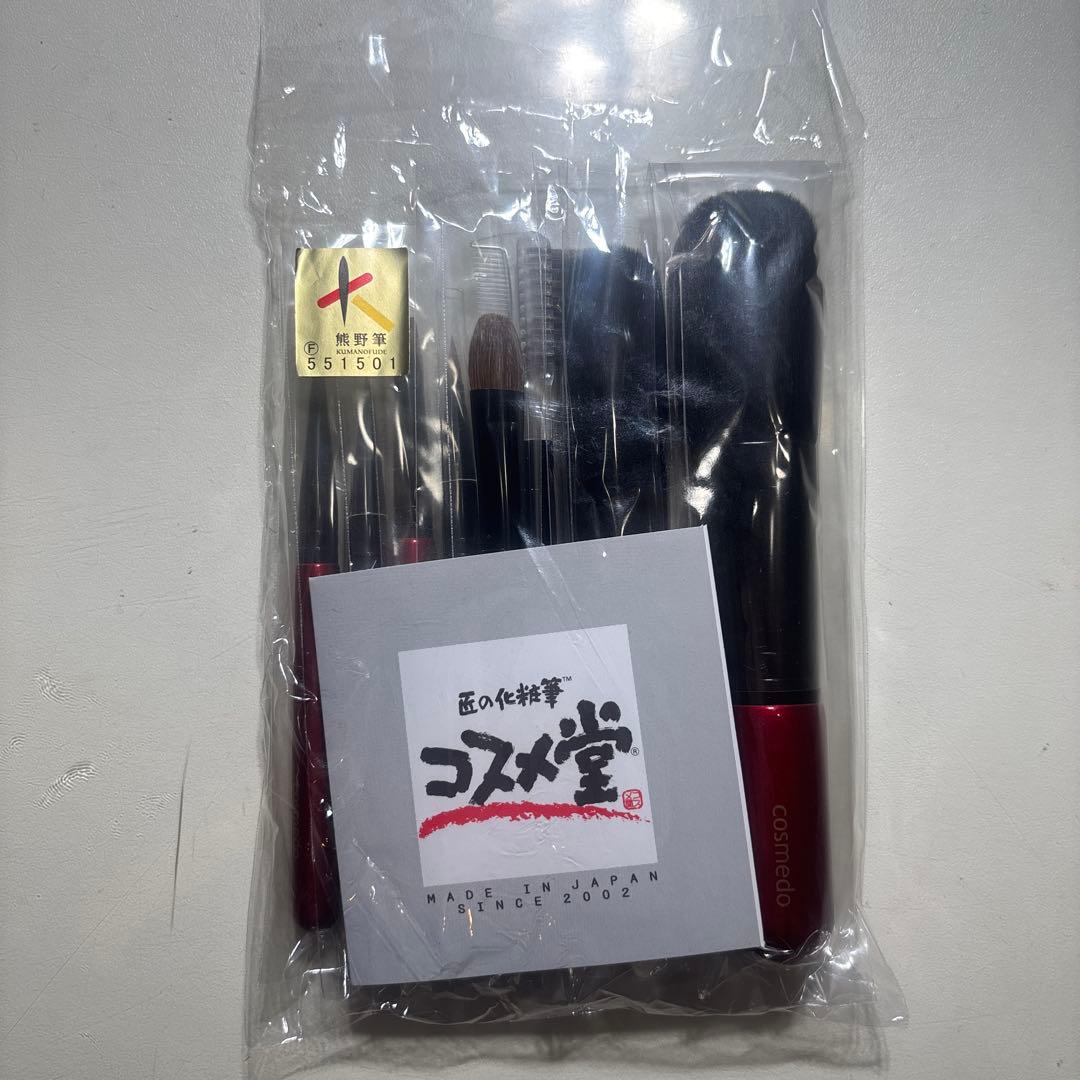 熊野筆
KUMANOFUDE
Ⓕ
551501
匠の化粧筆™
コスメ堂®
MADE IN JAPAN
SINCE 2002
cosmedo